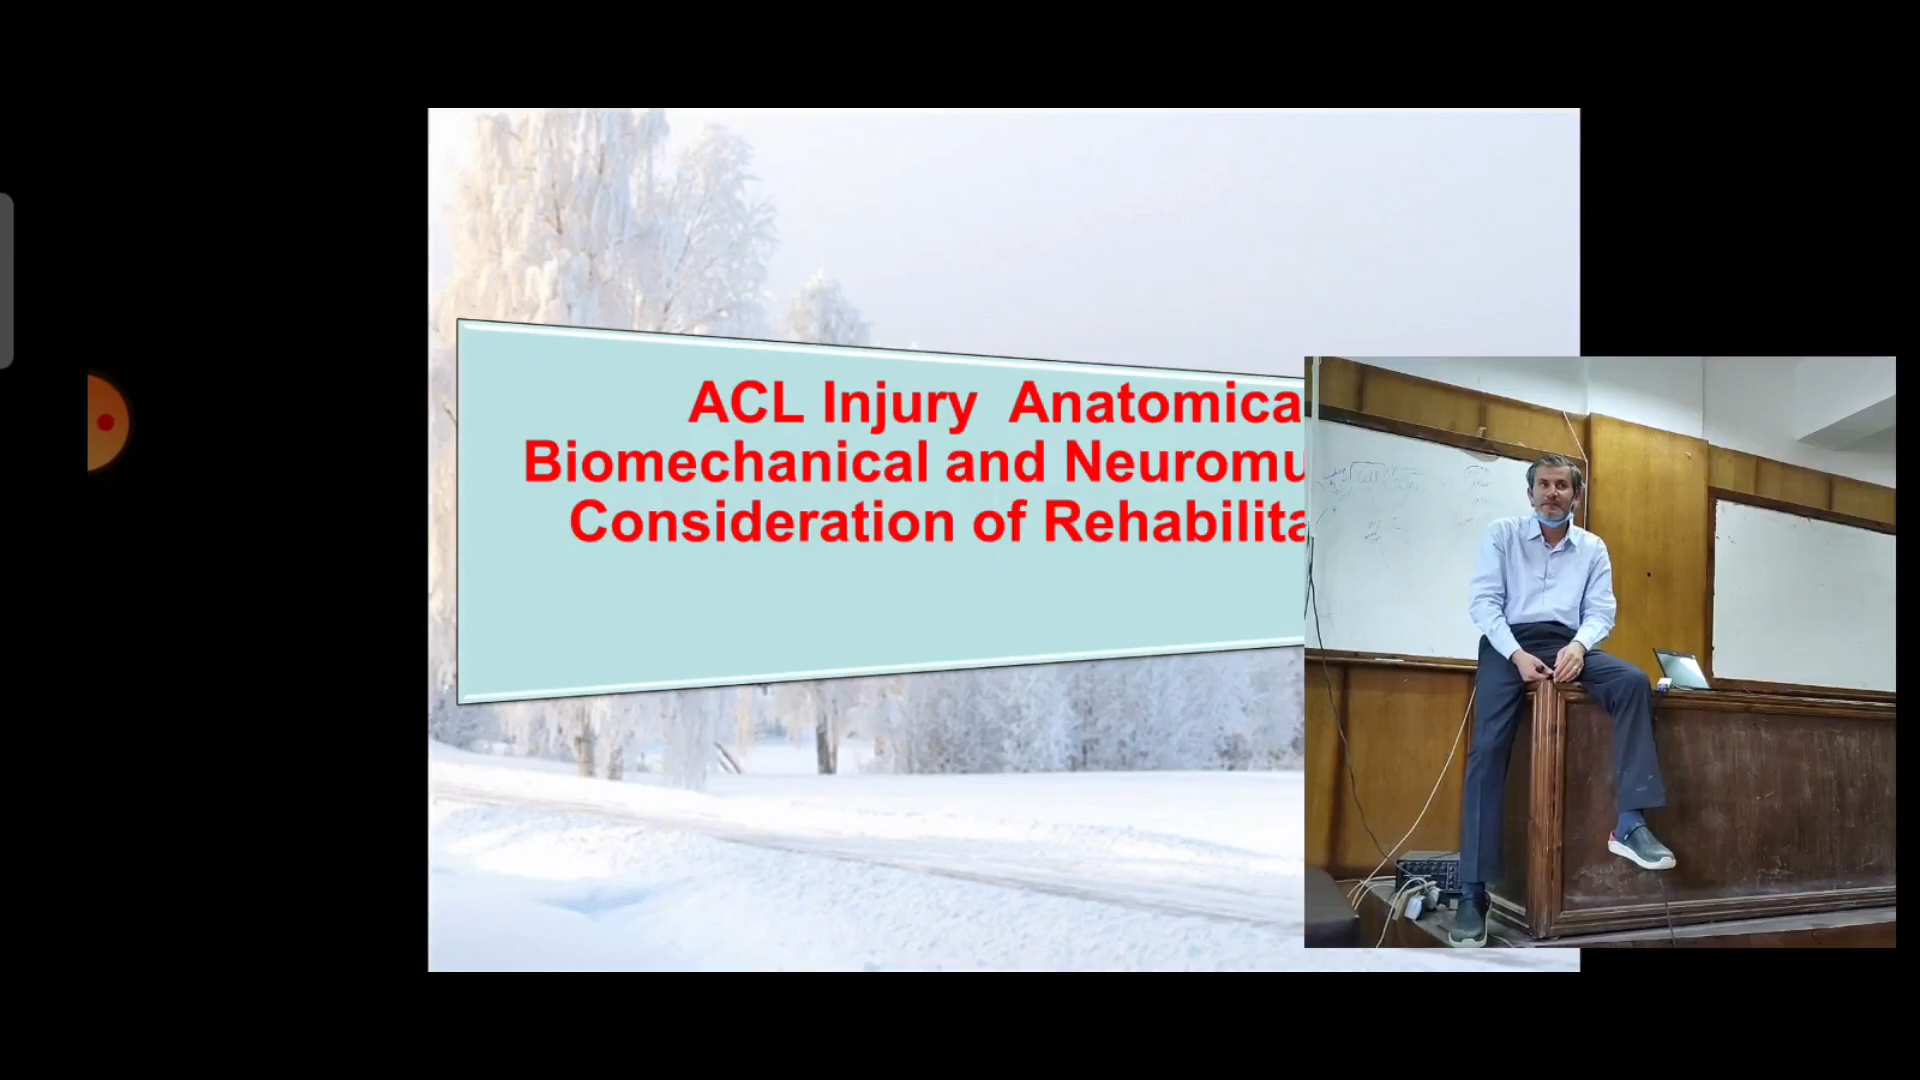 ACL Injury  Anatomica
Biomechanical and Neuromu
Consideration of Rehabilita